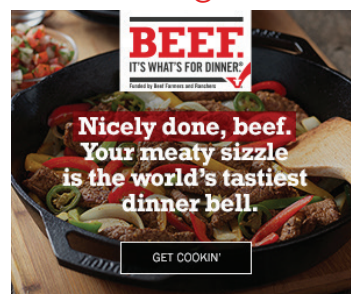 BEEF.
IT'S WHAT'S FOR DINNER.®
Funded by Beef Farmers and Ranchers
Nicely done, beef.
Your meaty sizzle
is the world's tastiest
dinner bell.
GET COOKIN'